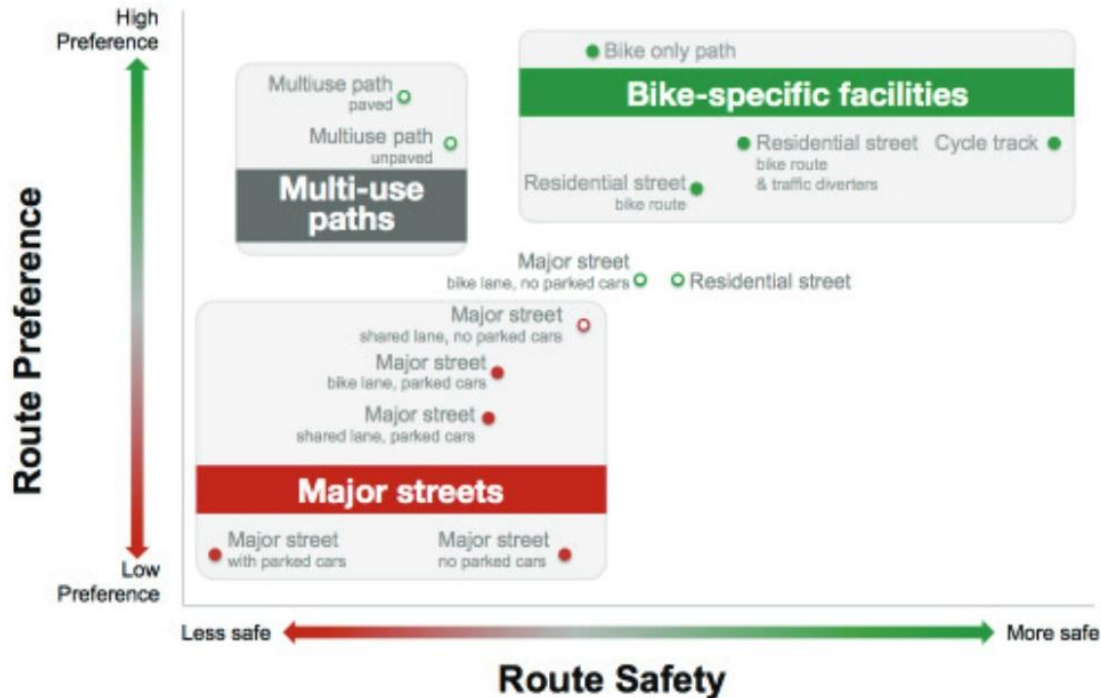 High
Preference
Bike only path
Bike-specific facilities
Multiuse path
paved
Multiuse path
unpaved
Multi-use
paths
Residential street
bike route
& traffic diverters
Cycle track
Residential street
bike route
Major street
bike lane, no parked cars
Residential street
Major street
shared lane, no parked cars
Major street
bike lane, parked cars
Major street
shared lane, parked cars
Major streets
Major street
with parked cars
Major street
no parked cars
Route Preference
Low
Preference
Less safe
More safe
Route Safety